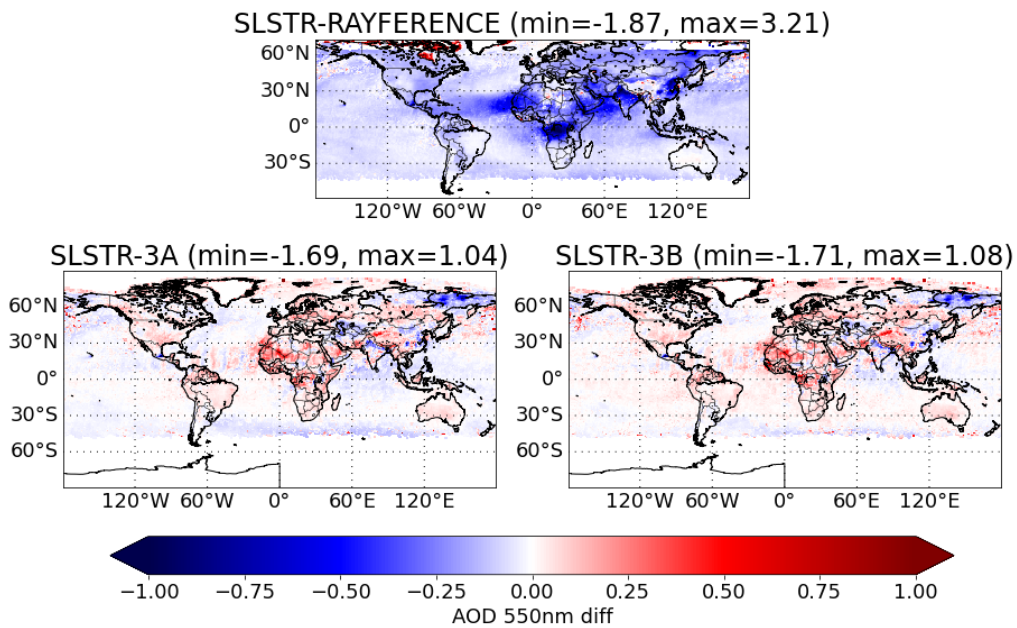 SLSTR-RAYFERENCE (min=-1.87, max=3.21)
60°N
30°N
0°
30°S
120°W 60°W 0° 60°E 120°E
SLSTR-3A (min=-1.69, max=1.04)
60°N
30°N
0°
30°S
60°S
120°W 60°W 0° 60°E 120°E
SLSTR-3B (min=-1.71, max=1.08)
60°N
30°N
0°
30°S
60°S
120°W 60°W 0° 60°E 120°E
−1.00 −0.75 −0.50 −0.25 0.00 0.25 0.50 0.75 1.00
AOD 550nm diff